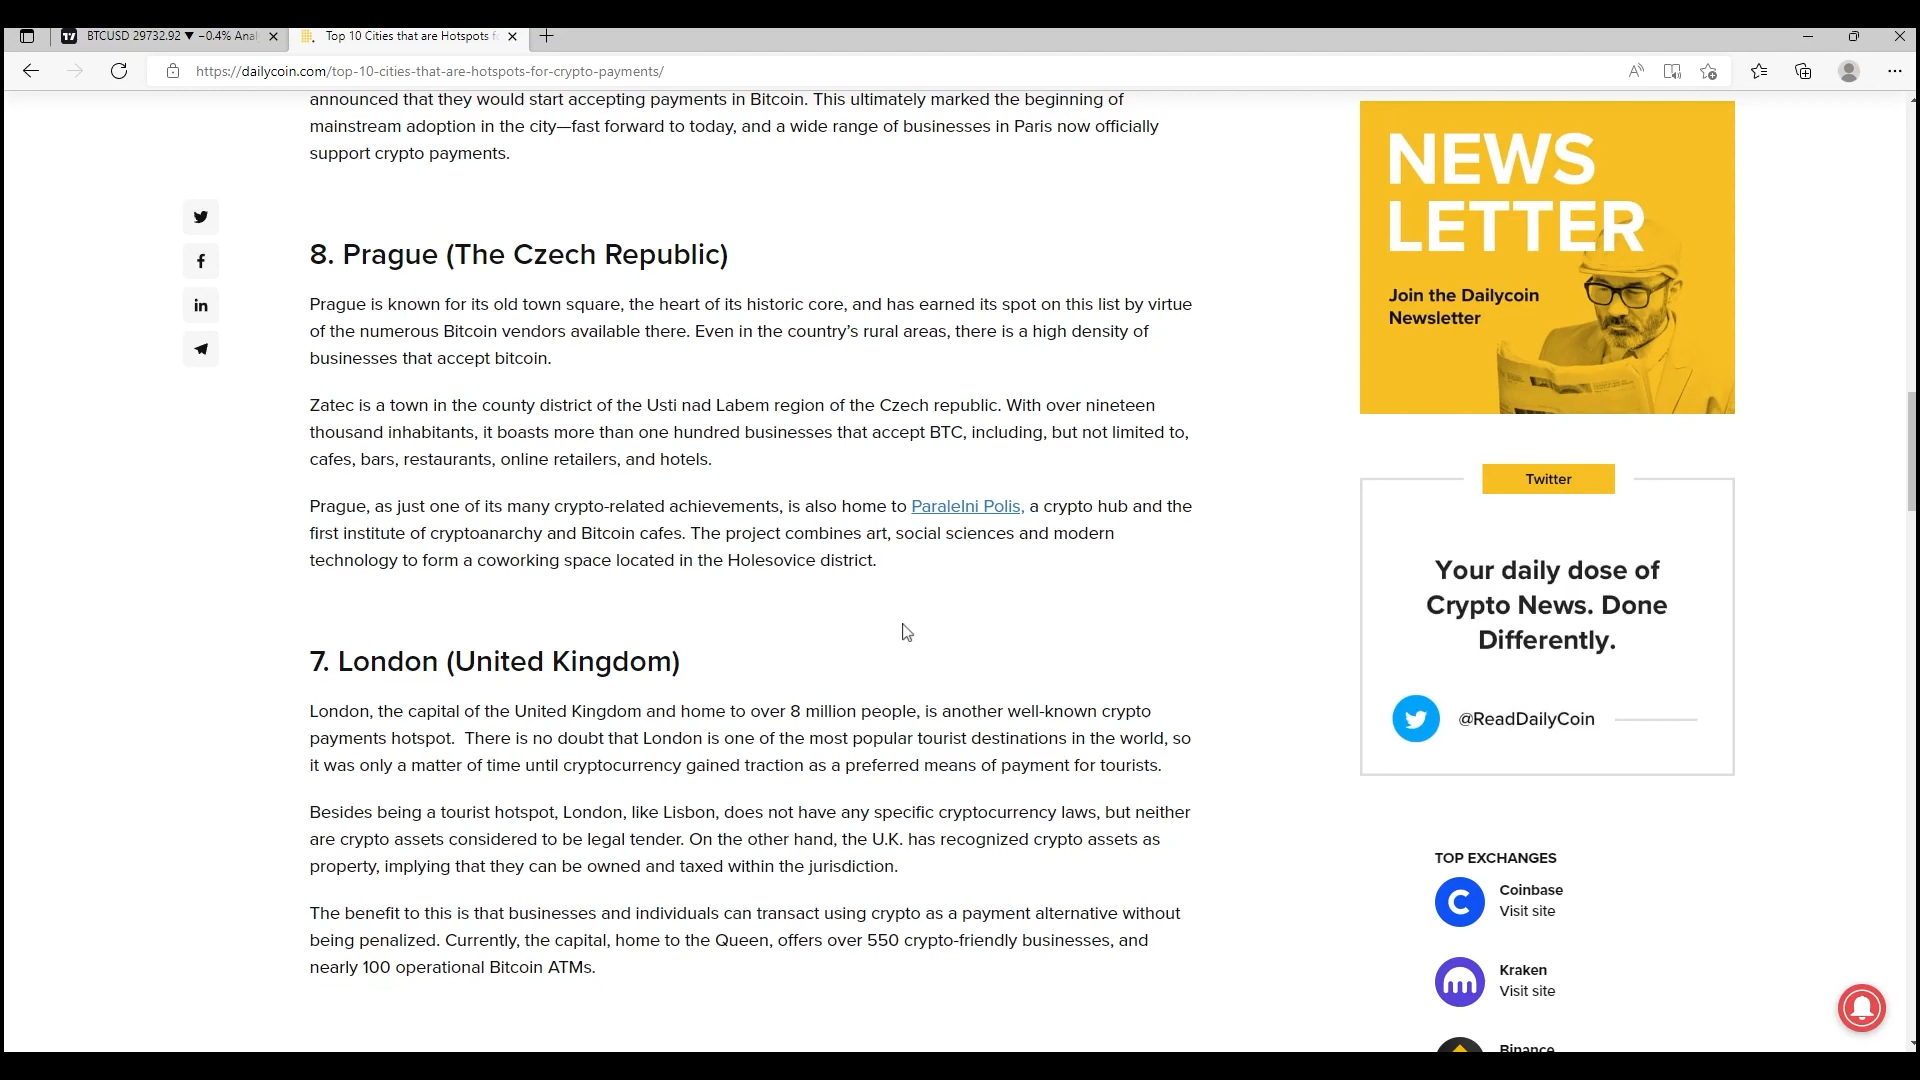 BTCUSD 29732.92 ▼ −0.4% Anal
Top 10 Cities that are Hotspots f
https://dailycoin.com/top-10-cities-that-are-hotspots-for-crypto-payments/
announced that they would start accepting payments in Bitcoin. This ultimately marked the beginning of
mainstream adoption in the city—fast forward to today, and a wide range of businesses in Paris now officially
support crypto payments.
8. Prague (The Czech Republic)
Prague is known for its old town square, the heart of its historic core, and has earned its spot on this list by virtue
of the numerous Bitcoin vendors available there. Even in the country’s rural areas, there is a high density of
businesses that accept bitcoin.
Zatec is a town in the county district of the Usti nad Labem region of the Czech republic. With over nineteen
thousand inhabitants, it boasts more than one hundred businesses that accept BTC, including, but not limited to,
cafes, bars, restaurants, online retailers, and hotels.
Prague, as just one of its many crypto-related achievements, is also home to Paralelni Polis, a crypto hub and the
first institute of cryptoanarchy and Bitcoin cafes. The project combines art, social sciences and modern
technology to form a coworking space located in the Holesovice district.
7. London (United Kingdom)
London, the capital of the United Kingdom and home to over 8 million people, is another well-known crypto
payments hotspot. There is no doubt that London is one of the most popular tourist destinations in the world, so
it was only a matter of time until cryptocurrency gained traction as a preferred means of payment for tourists.
Besides being a tourist hotspot, London, like Lisbon, does not have any specific cryptocurrency laws, but neither
are crypto assets considered to be legal tender. On the other hand, the U.K. has recognized crypto assets as
property, implying that they can be owned and taxed within the jurisdiction.
The benefit to this is that businesses and individuals can transact using crypto as a payment alternative without
being penalized. Currently, the capital, home to the Queen, offers over 550 crypto-friendly businesses, and
nearly 100 operational Bitcoin ATMs.
NEWS
LETTER
Join the Dailycoin
Newsletter
Twitter
Your daily dose of
Crypto News. Done
Differently.
@ReadDailyCoin
TOP EXCHANGES
Coinbase
Visit site
Kraken
Visit site
Binance